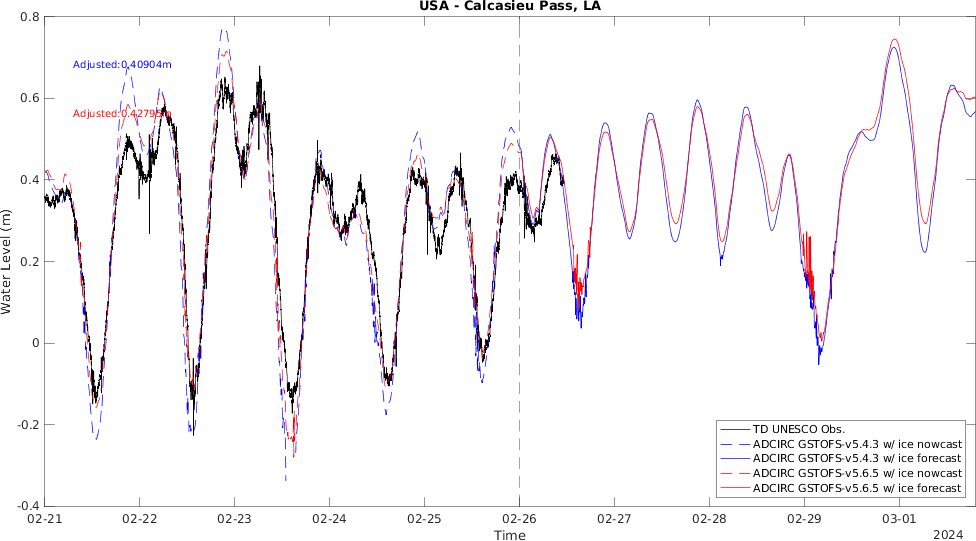 USA - Calcasieu Pass, LA
0.8
0.6
0.4
0.2
0
-0.2
-0.4
Water Level (m)
Adjusted:0.40904m
Adjusted:0.42795m
TD UNESCO Obs.
ADCIRC GSTOFS-v5.4.3 w/ ice nowcast
ADCIRC GSTOFS-v5.4.3 w/ ice forecast
ADCIRC GSTOFS-v5.6.5 w/ ice nowcast
ADCIRC GSTOFS-v5.6.5 w/ ice forecast
02-21 02-22 02-23 02-24 02-25 02-26 02-27 02-28 02-29 03-01
Time
2024